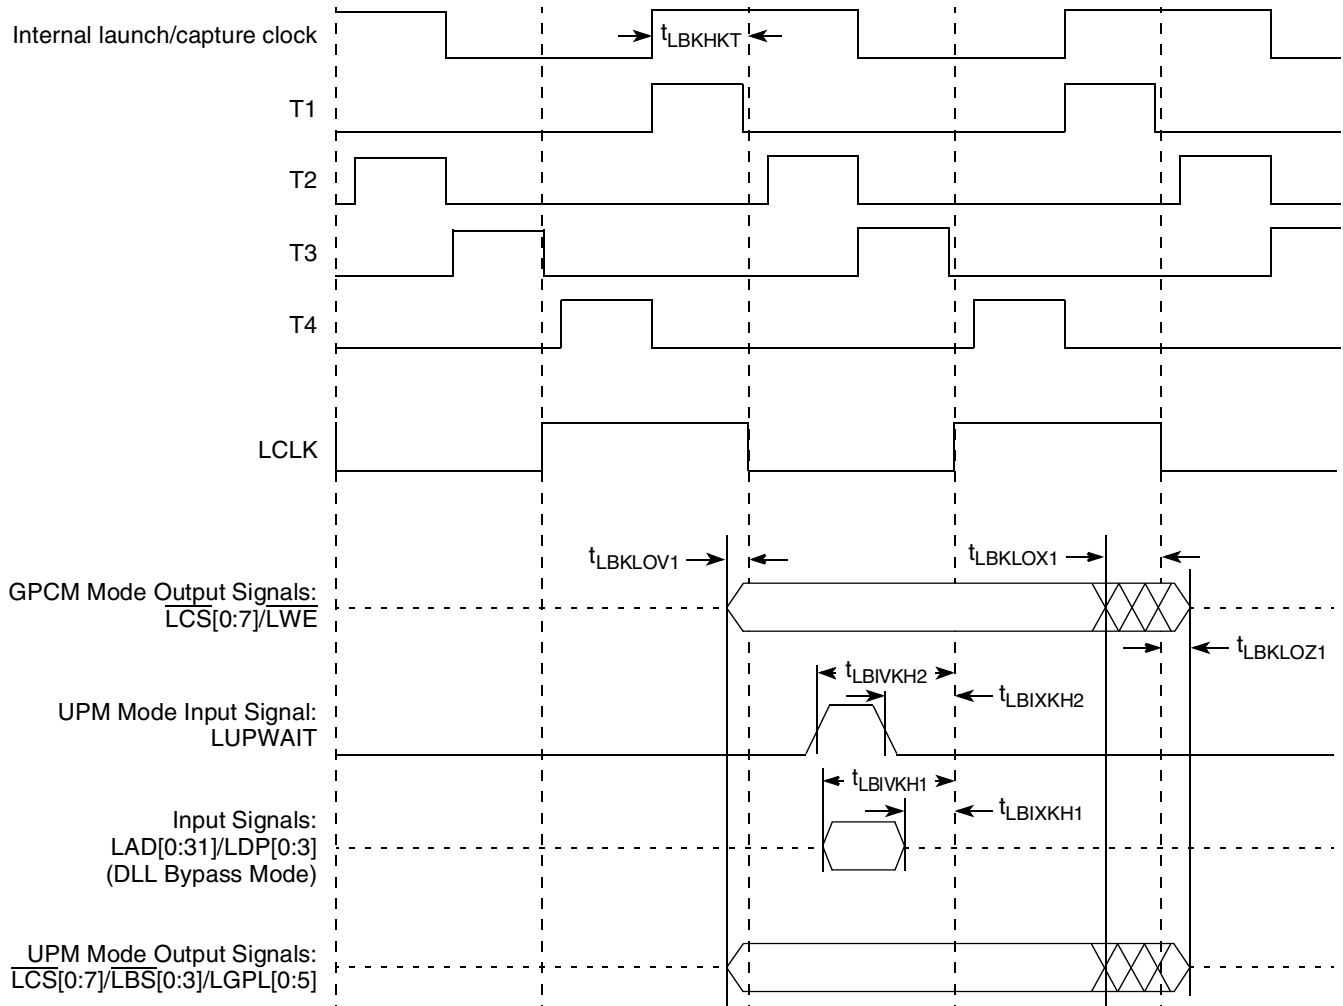 Internal launch/capture clock
tLBKHKT
T1
T2
T3
T4
LCLK
tLBKLOV1
tLBKLOX1
GPCM Mode Output Signals:
LCS[0:7]/LWE
tLBKLOZ1
tLBIVKH2
tLBIXKH2
UPM Mode Input Signal:
LUPWAIT
tLBIVKH1
tLBIXKH1
Input Signals:
LAD[0:31]/LDP[0:3]
(DLL Bypass Mode)
UPM Mode Output Signals:
LCS[0:7]/LBS[0:3]/LGPL[0:5]